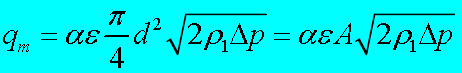 q_m = αε π/4 d² √(2ρ₁Δp) = αεA√(2ρ₁Δp)